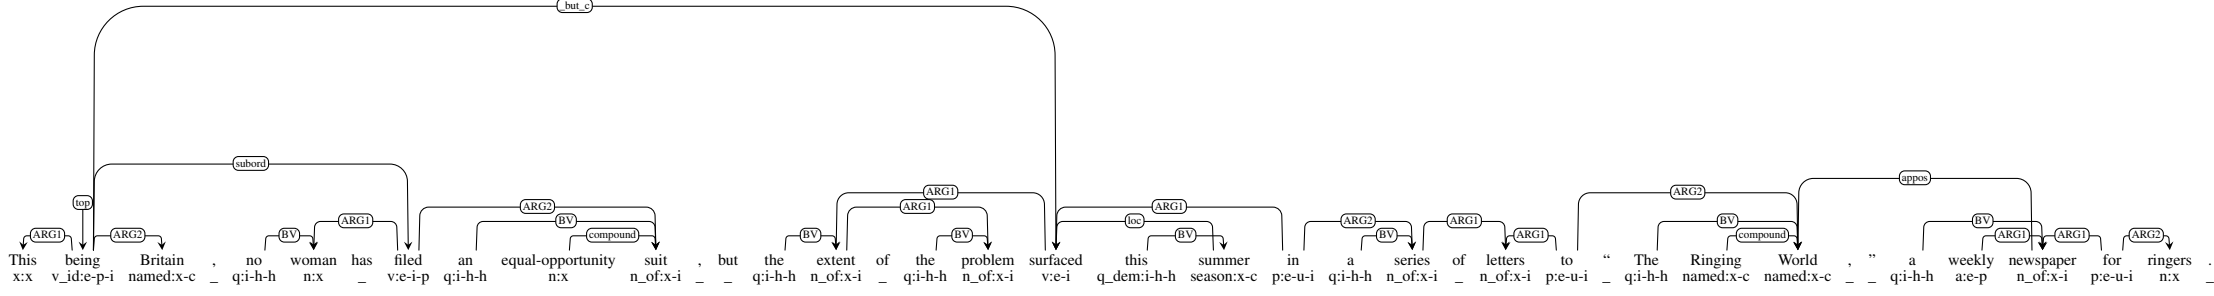 _but_c
subord
appos
top
ARG1
ARG2
BV
ARG1
ARG2
BV
compound
BV
ARG1
ARG1
BV
ARG1
loc
BV
ARG2
BV
ARG1
ARG1
ARG2
BV
compound
BV
ARG1
ARG1
ARG2
This being Britain , no woman has filed an equal-opportunity suit , but the extent of the problem surfaced this summer in a series of letters to “ The Ringing World , ” a weekly newspaper for ringers .
x:x v_id:e-p-i named:x-c _ q:i-h-h n:x _ v:e-i-p q:i-h-h n:x n_of:x-i _ _ q:i-h-h n_of:x-i _ q:i-h-h n_of:x-i v:e-i q_dem:i-h-h season:x-c p:e-u-i q:i-h-h n_of:x-i _ n_of:x-i p:e-u-i _ q:i-h-h named:x-c named:x-c _ _ q:i-h-h a:e-p n_of:x-i p:e-u-i n:x _